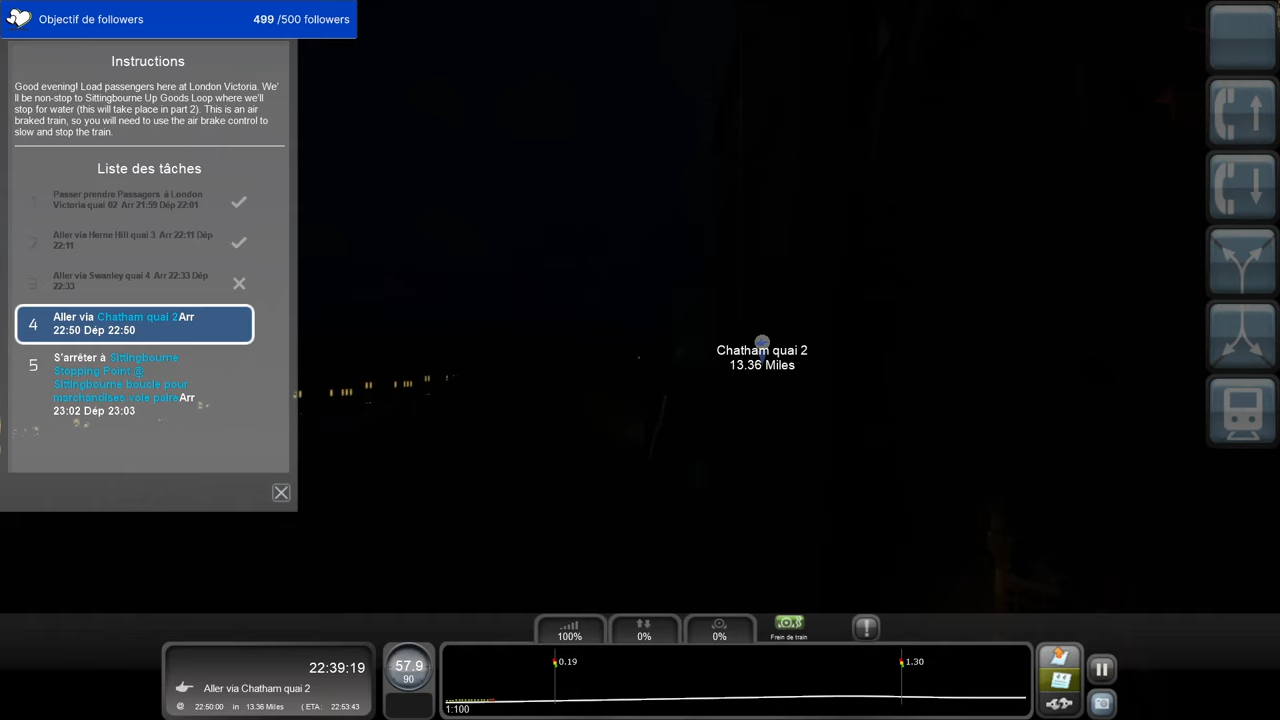 Objectif de followers
499 /500 followers
Instructions
Good evening! Load passengers here at London Victoria. We'
ll be non-stop to Sittingbourne Up Goods Loop where we'll
stop for water (this will take place in part 2). This is an air
braked train, so you will need to use the air brake control to
slow and stop the train.
Liste des tâches
1
Passer prendre Passagers à London
Victoria quai 02 Arr 21:59 Dép 22:01
2
Aller via Herne Hill quai 3 Arr 22:11 Dép
22:11
3
Aller via Swanley quai 4 Arr 22:33 Dép
22:33
4
Aller via Chatham quai 2Arr
22:50 Dép 22:50
5
S'arrêter à Sittingbourne
Stopping Point @
Sittingbourne boucle pour
marchandises voie paireArr
23:02 Dép 23:03
Chatham quai 2
13.36 Miles
100%
0%
0%
Frein de train
22:39:19
Aller via Chatham quai 2
@ 22:50:00 in 13.36 Miles ( ETA: 22:53:43
57.9
90
0.19
1.30
1:100